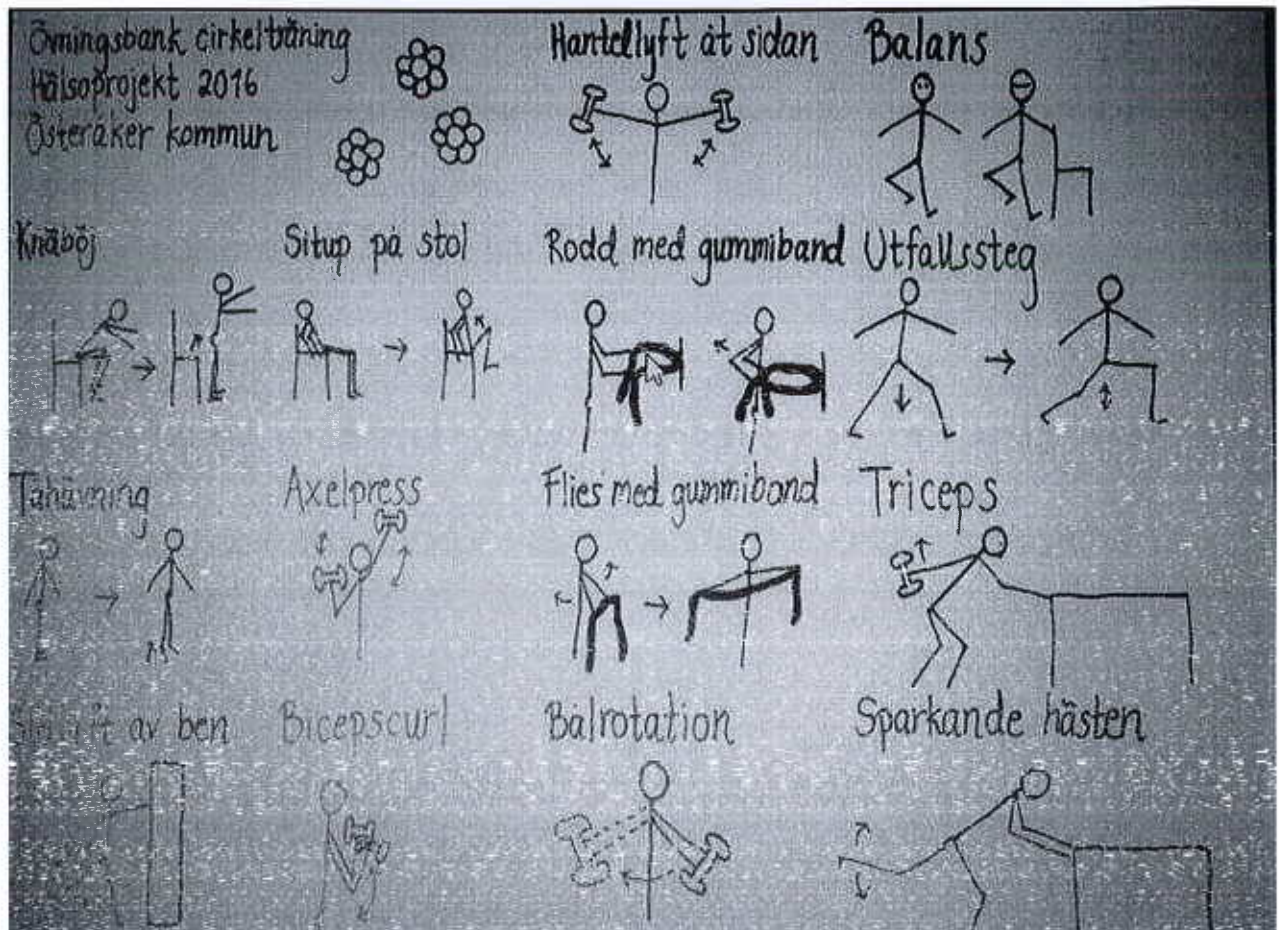 Övningsbank cirkelträning
Hälsoprojekt 2016
Österåker kommun
Hantellyft åt sidan
Balans
Knäböj
Situp på stol
Rodd med gummiband
Utfallssteg
Tåhävning
Axelpress
Flies med gummiband
Triceps
av ben
Bicepscurl
Bålrotation
Sparkande hästen